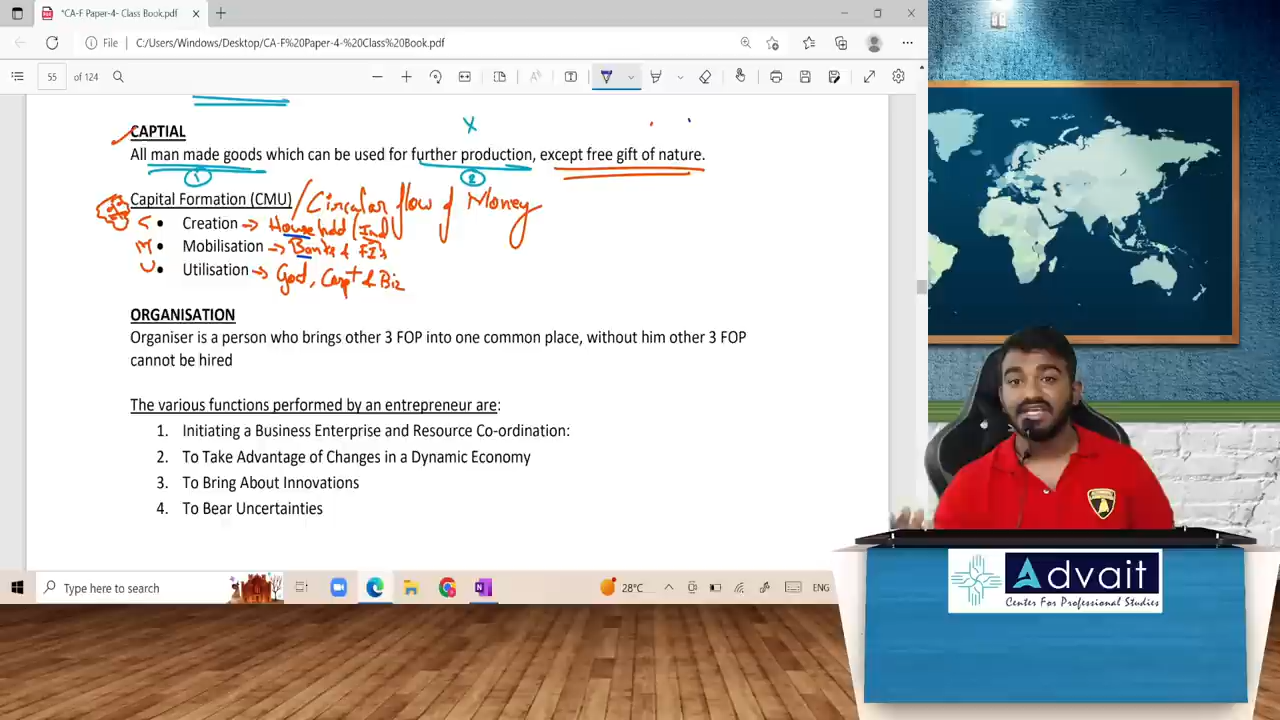 *CA-F Paper-4- Class Book.pdf
File
C:/Users/Windows/Desktop/CA-F%20Paper-4-%20Class%20Book.pdf
55 of 124
CAPTIAL
X
All man made goods which can be used for further production, except free gift of nature.
1 2
Capital Formation (CMU) / Circular flow of Money
C Creation → Household (Ind)
M Mobilisation → Banks & FI's
U Utilisation →
ORGANISATION
Organiser is a person who brings other 3 FOP into one common place, without him other 3 FOP
cannot be hired
The various functions performed by an entrepreneur are:
1. Initiating a Business Enterprise and Resource Co-ordination:
2. To Take Advantage of Changes in a Dynamic Economy
3. To Bring About Innovations
4. To Bear Uncertainties
Type here to search
28°C
ENG
Advait
Center For Professional Studies